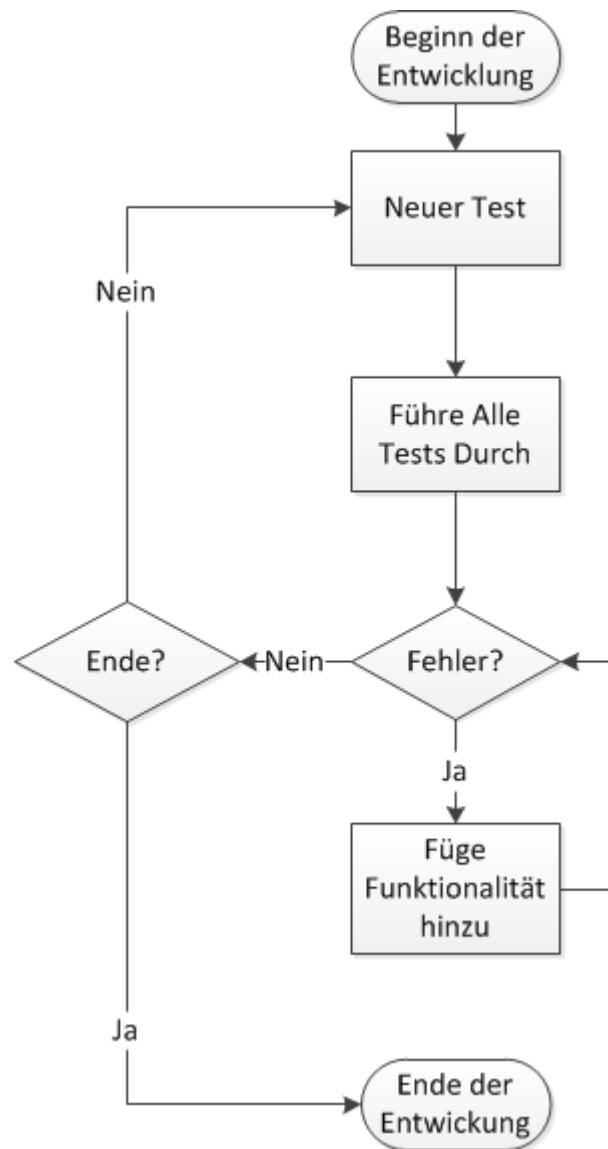 Beginn der
Entwicklung
Neuer Test
Nein
Führe Alle
Tests Durch
Ende?
Nein
Fehler?
Ja
Füge
Funktionalität
hinzu
Ja
Ende der
Entwickung